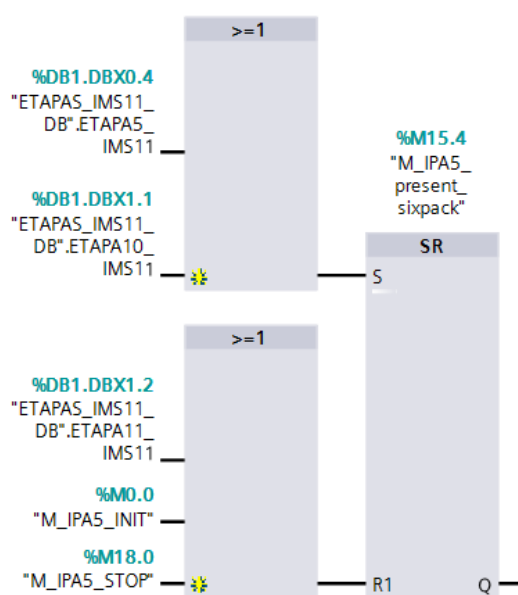 >=1
%DB1.DBX0.4
"ETAPAS_IMS11_
DB".ETAPA5_
IMS11
%DB1.DBX1.1
"ETAPAS_IMS11_
DB".ETAPA10_
IMS11
%M15.4
"M_IPA5_
present_
sixpack"
SR
S
>=1
%DB1.DBX1.2
"ETAPAS_IMS11_
DB".ETAPA11_
IMS11
%M0.0
"M_IPA5_INIT"
%M18.0
"M_IPA5_STOP"
R1
Q